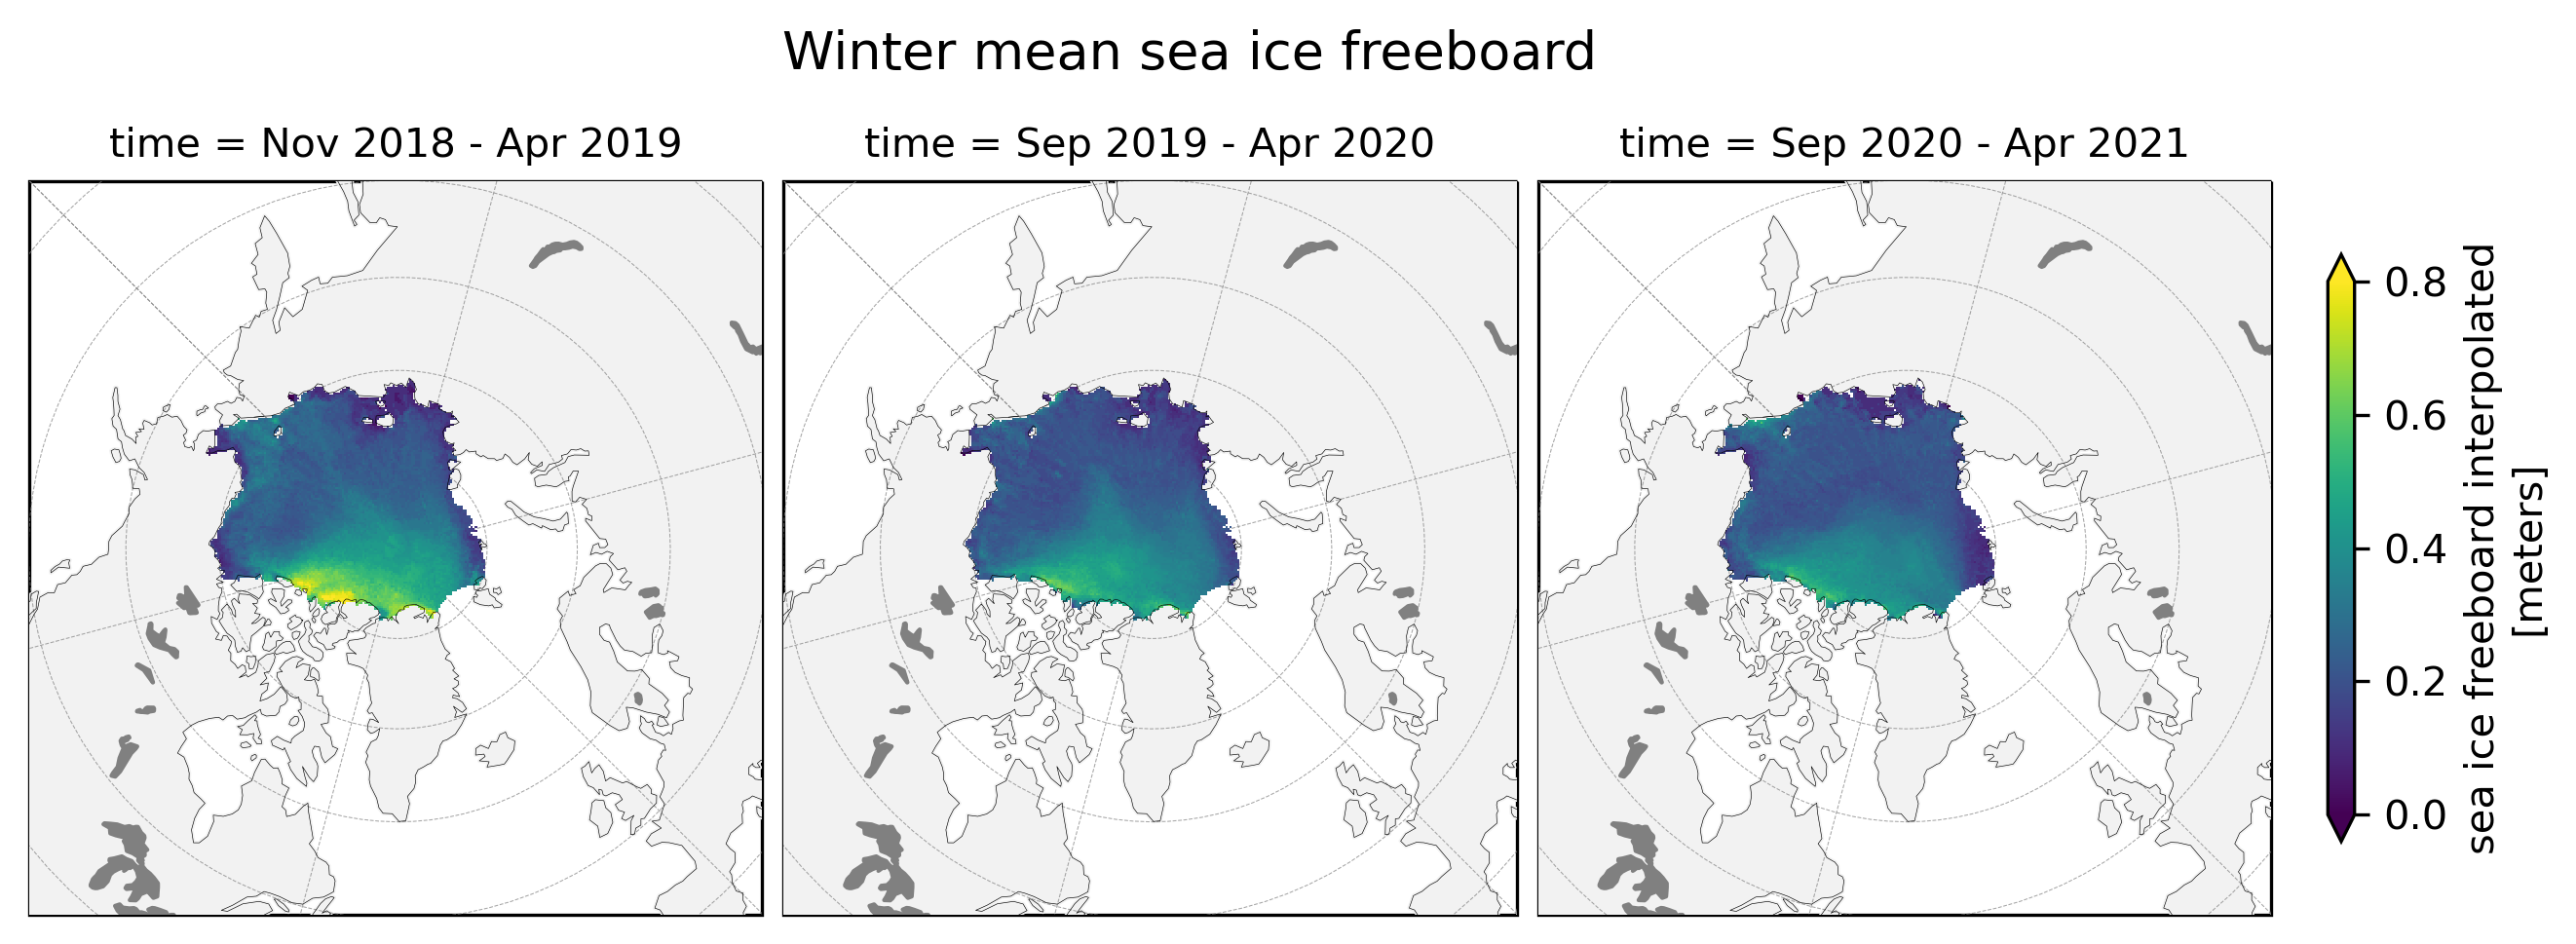 Winter mean sea ice freeboard
time = Nov 2018 - Apr 2019
time = Sep 2019 - Apr 2020
time = Sep 2020 - Apr 2021
0.8
0.6
0.4
0.2
0.0
sea ice freeboard interpolated
[meters]